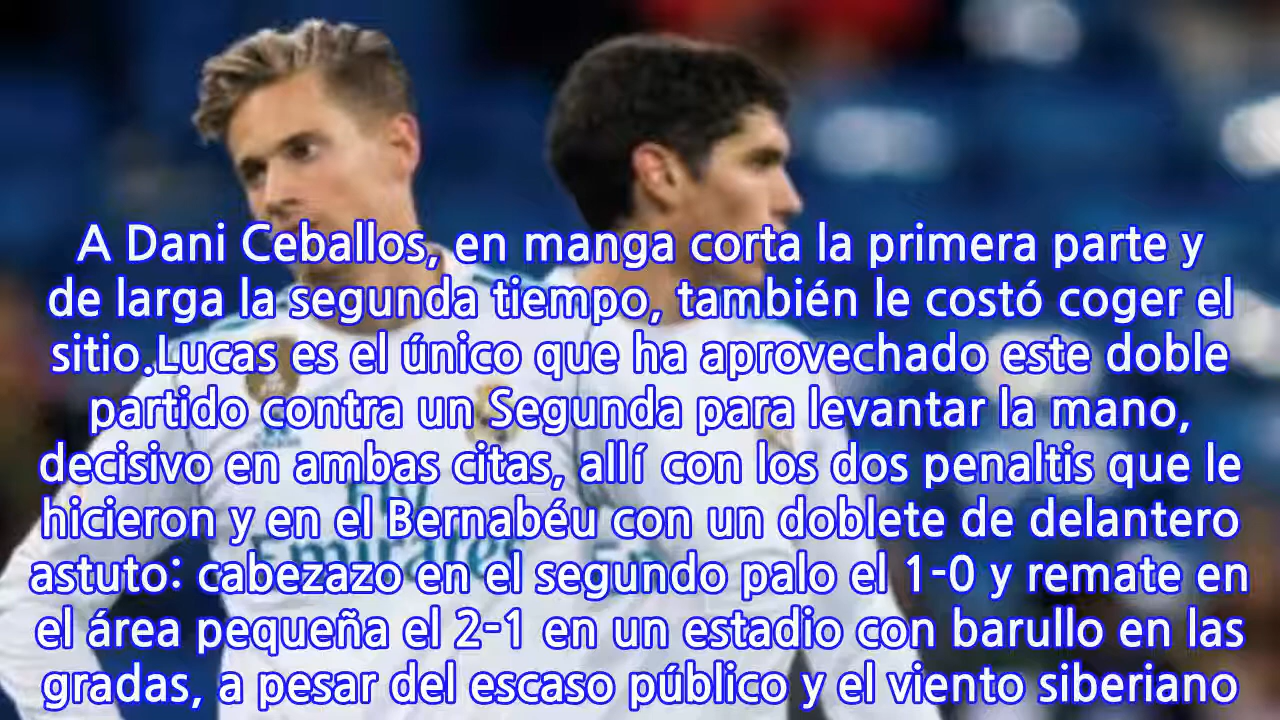 A Dani Ceballos, en manga corta la primera parte y
de larga la segunda tiempo, también le costó coger el
sitio.Lucas es el único que ha aprovechado este doble
partido contra un Segunda para levantar la mano,
decisivo en ambas citas, allí con los dos penaltis que le
hicieron y en el Bernabéu con un doblete de delantero
astuto: cabezazo en el segundo palo el 1-0 y remate en
el área pequeña el 2-1 en un estadio con barullo en las
gradas, a pesar del escaso público y el viento siberiano
Fly
Emirates